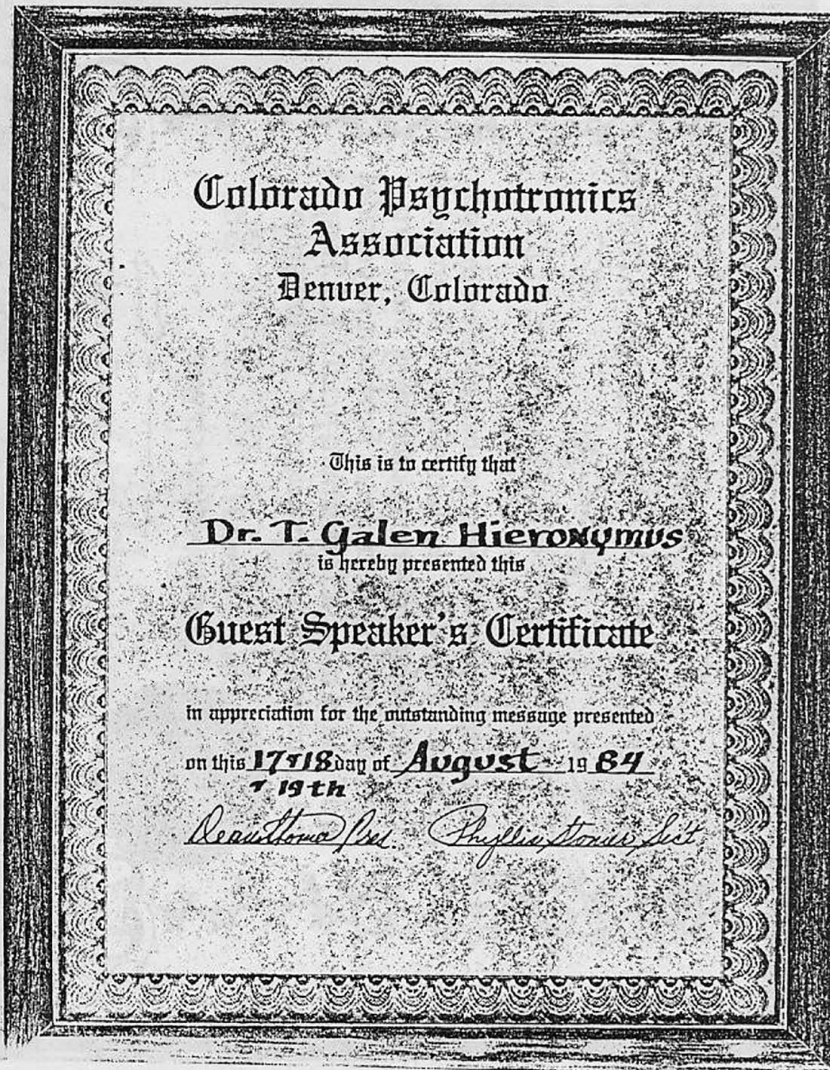 Colorado Psychotronics
Association
Denver, Colorado
This is to certify that
Dr. T. Galen Hieronymus
is hereby presented this
Guest Speaker's Certificate
in appreciation for the outstanding message presented
on this 17+18 day of August 19 84
+ 19th
Pres. Phyllis